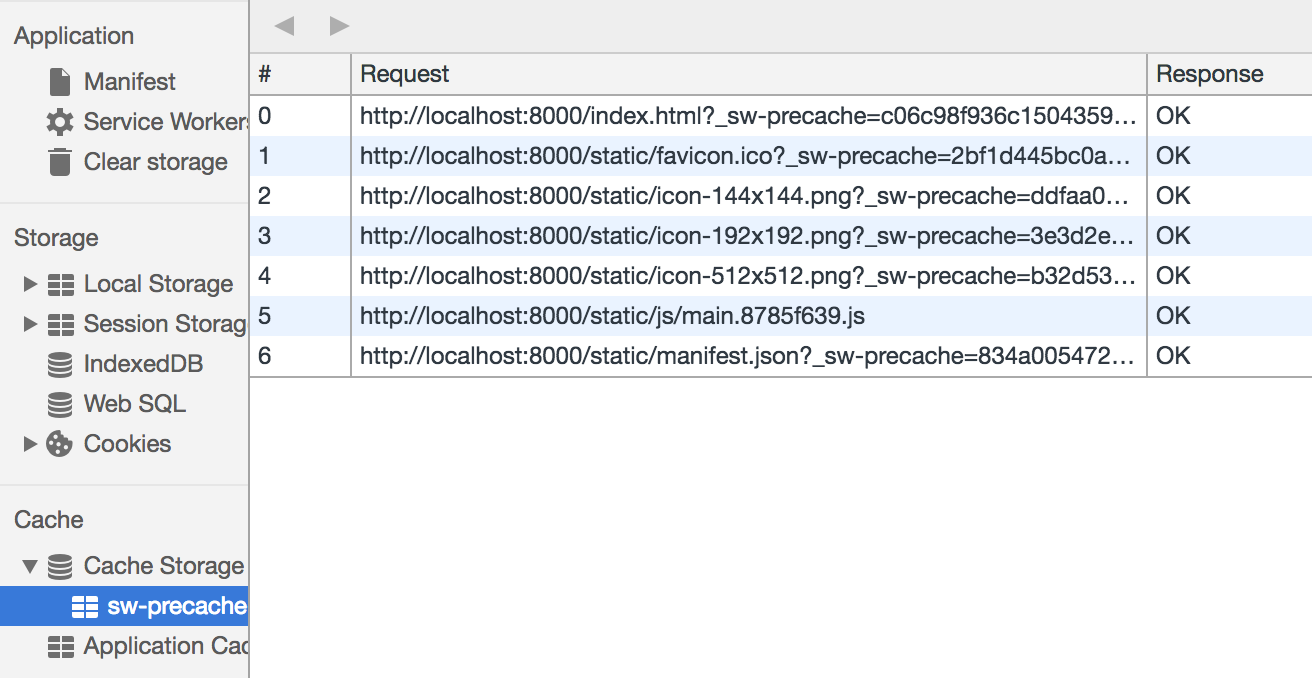 Application
Manifest
Service Workers
Clear storage
Storage
Local Storage
Session Storag
IndexedDB
Web SQL
Cookies
Cache
Cache Storage
sw-precache
Application Cac
# Request Response
0 http://localhost:8000/index.html?_sw-precache=c06c98f936c1504359… OK
1 http://localhost:8000/static/favicon.ico?_sw-precache=2bf1d445bc0a… OK
2 http://localhost:8000/static/icon-144x144.png?_sw-precache=ddfaa0… OK
3 http://localhost:8000/static/icon-192x192.png?_sw-precache=3e3d2e… OK
4 http://localhost:8000/static/icon-512x512.png?_sw-precache=b32d53… OK
5 http://localhost:8000/static/js/main.8785f639.js OK
6 http://localhost:8000/static/manifest.json?_sw-precache=834a005472… OK